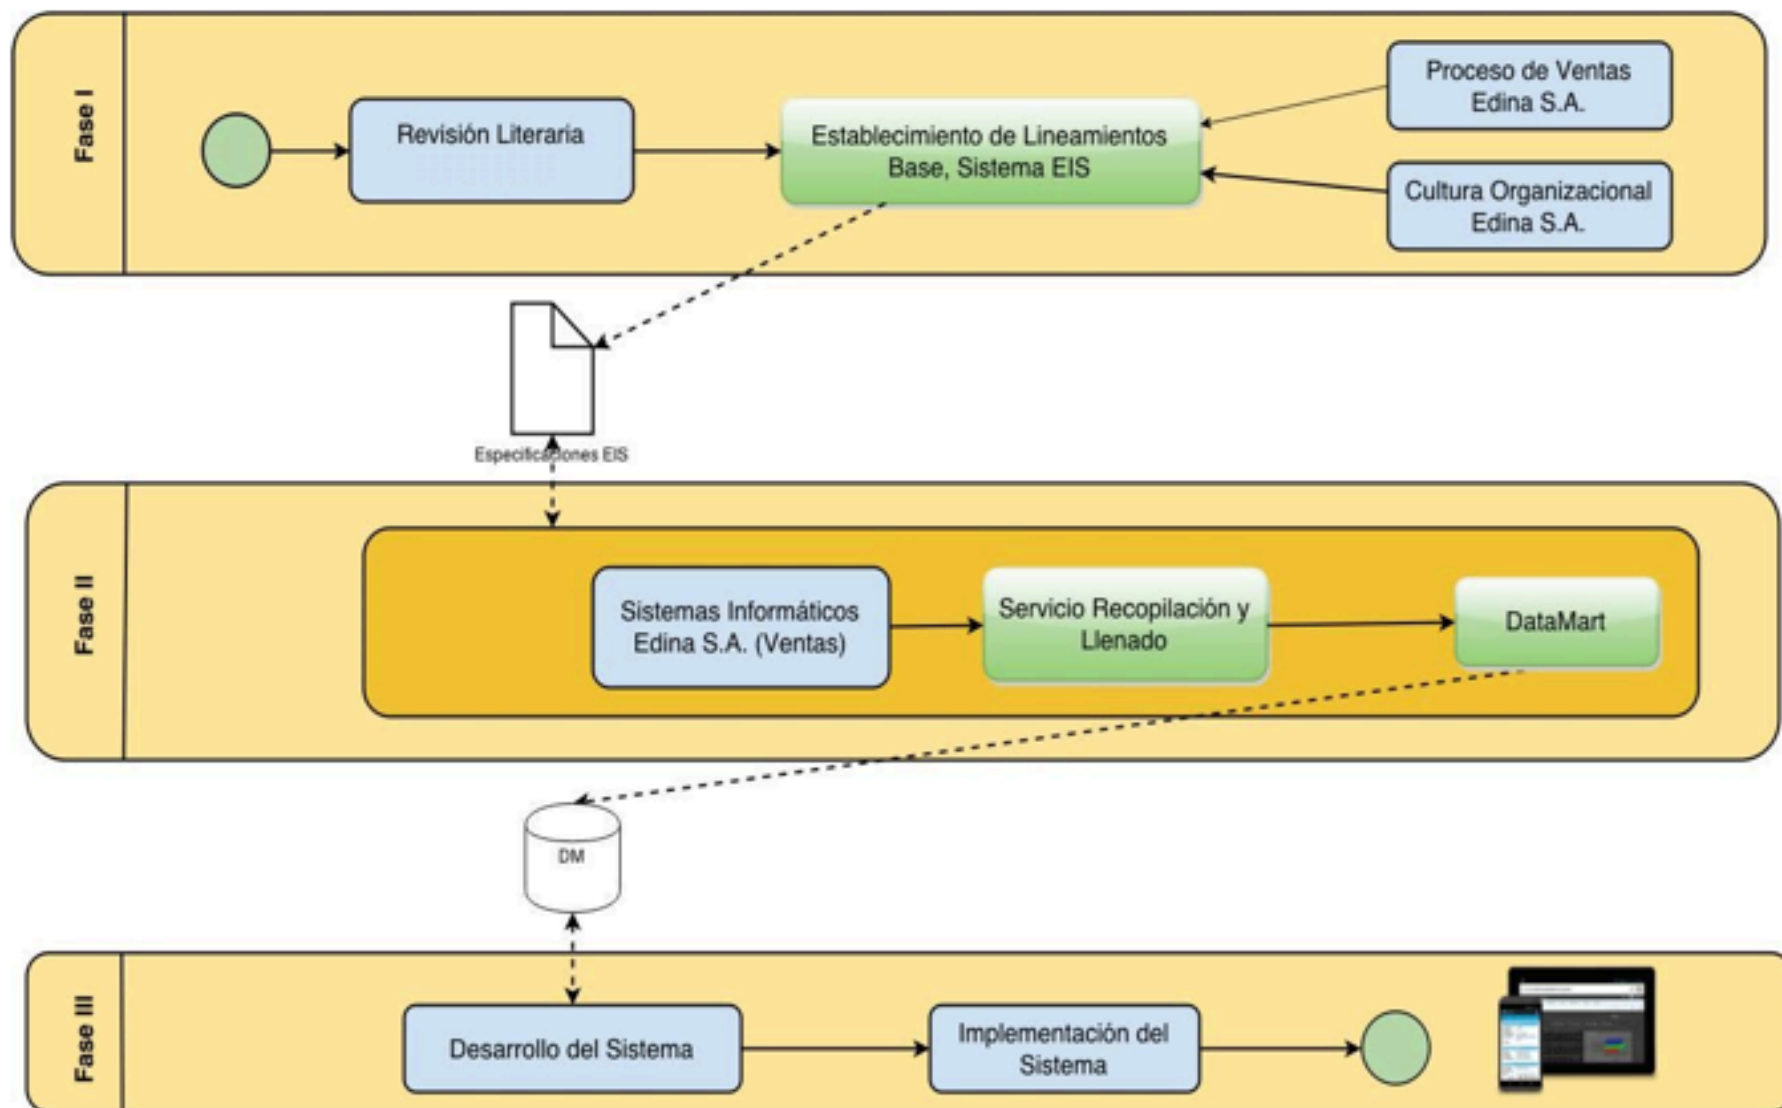 Fase I
Revisión Literaria
Establecimiento de Lineamientos
Base, Sistema EIS
Proceso de Ventas
Edina S.A.
Cultura Organizacional
Edina S.A.
Especificaciones EIS
Fase II
Sistemas Informáticos
Edina S.A. (Ventas)
Servicio Recopilación y
Llenado
DataMart
DM
Fase III
Desarrollo del Sistema
Implementación del
Sistema